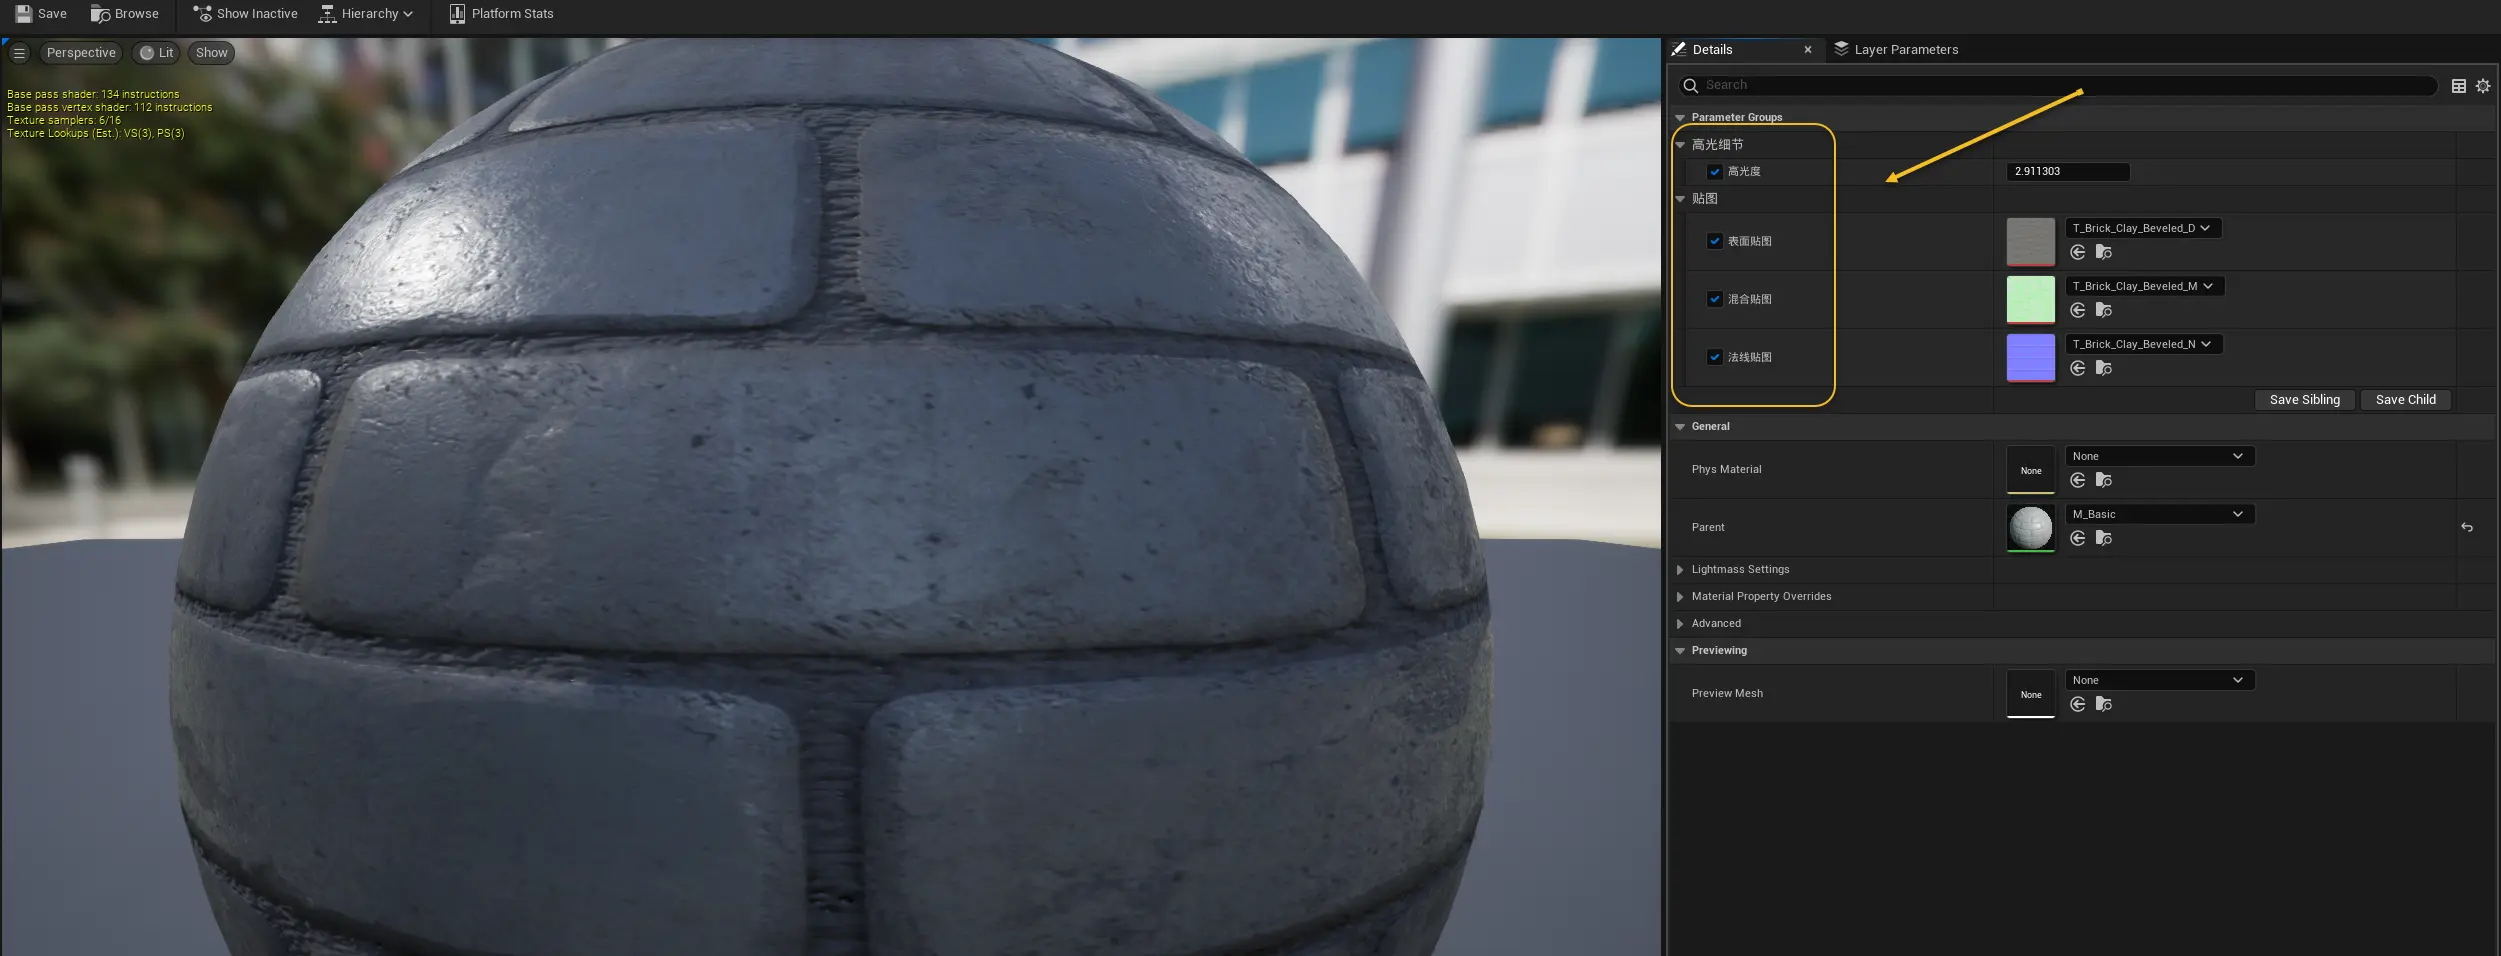 Save Browse Show Inactive Hierarchy Platform Stats
Perspective Lit Show
Base pass shader: 134 instructions
Base pass vertex shader: 112 instructions
Texture samplers: 6/16
Texture Lookups (Est.): VS(3), PS(3)
Details × Layer Parameters
Search
Parameter Groups
高光细节
高光度 2.911303
贴图
表面贴图 T_Brick_Clay_Beveled_D
混合贴图 T_Brick_Clay_Beveled_M
法线贴图 T_Brick_Clay_Beveled_N
Save Sibling Save Child
General
Phys Material None None
Parent M_Basic
Lightmass Settings
Material Property Overrides
Advanced
Previewing
Preview Mesh None None